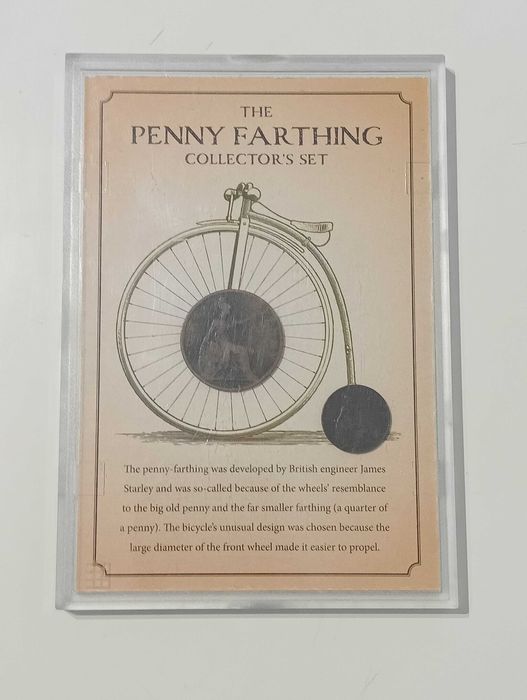 THE
PENNY FARTHING
COLLECTOR'S SET
The penny-farthing was developed by British engineer James
Starley and was so-called because of the wheels' resemblance
to the big old penny and the far smaller farthing (a quarter of
a penny). The bicycle's unusual design was chosen because the
large diameter of the front wheel made it easier to propel.